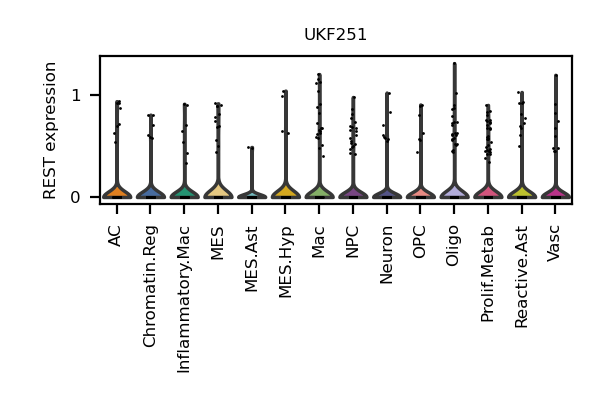 UKF251
REST expression
1
0
AC
Chromatin.Reg
Inflammatory.Mac
MES
MES.Ast
MES.Hyp
Mac
NPC
Neuron
OPC
Oligo
Prolif.Metab
Reactive.Ast
Vasc